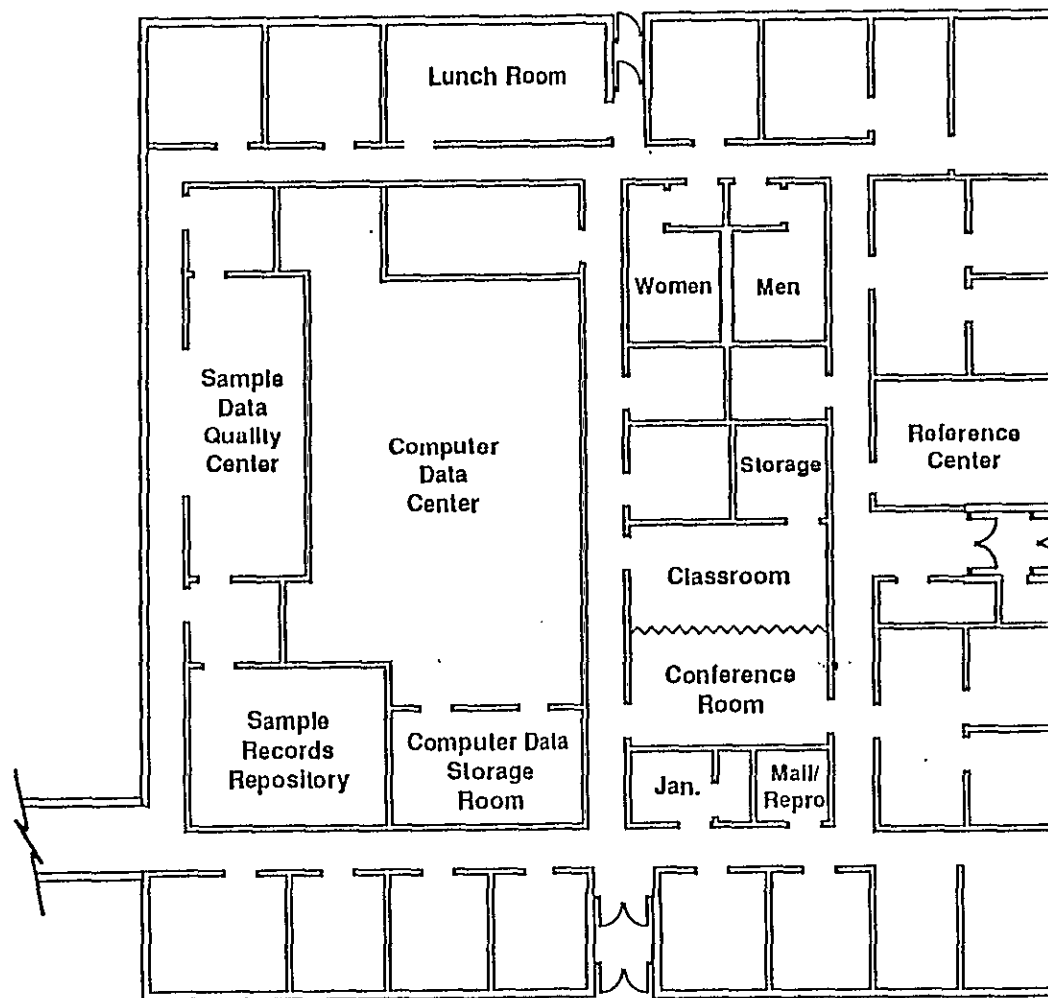 Lunch Room
Women
Men
Sample
Data
Quality
Center
Computer
Data
Center
Storage
Reference
Center
Classroom
Conference
Room
Sample
Records
Repository
Computer Data
Storage
Room
Jan.
Mail/
Repro